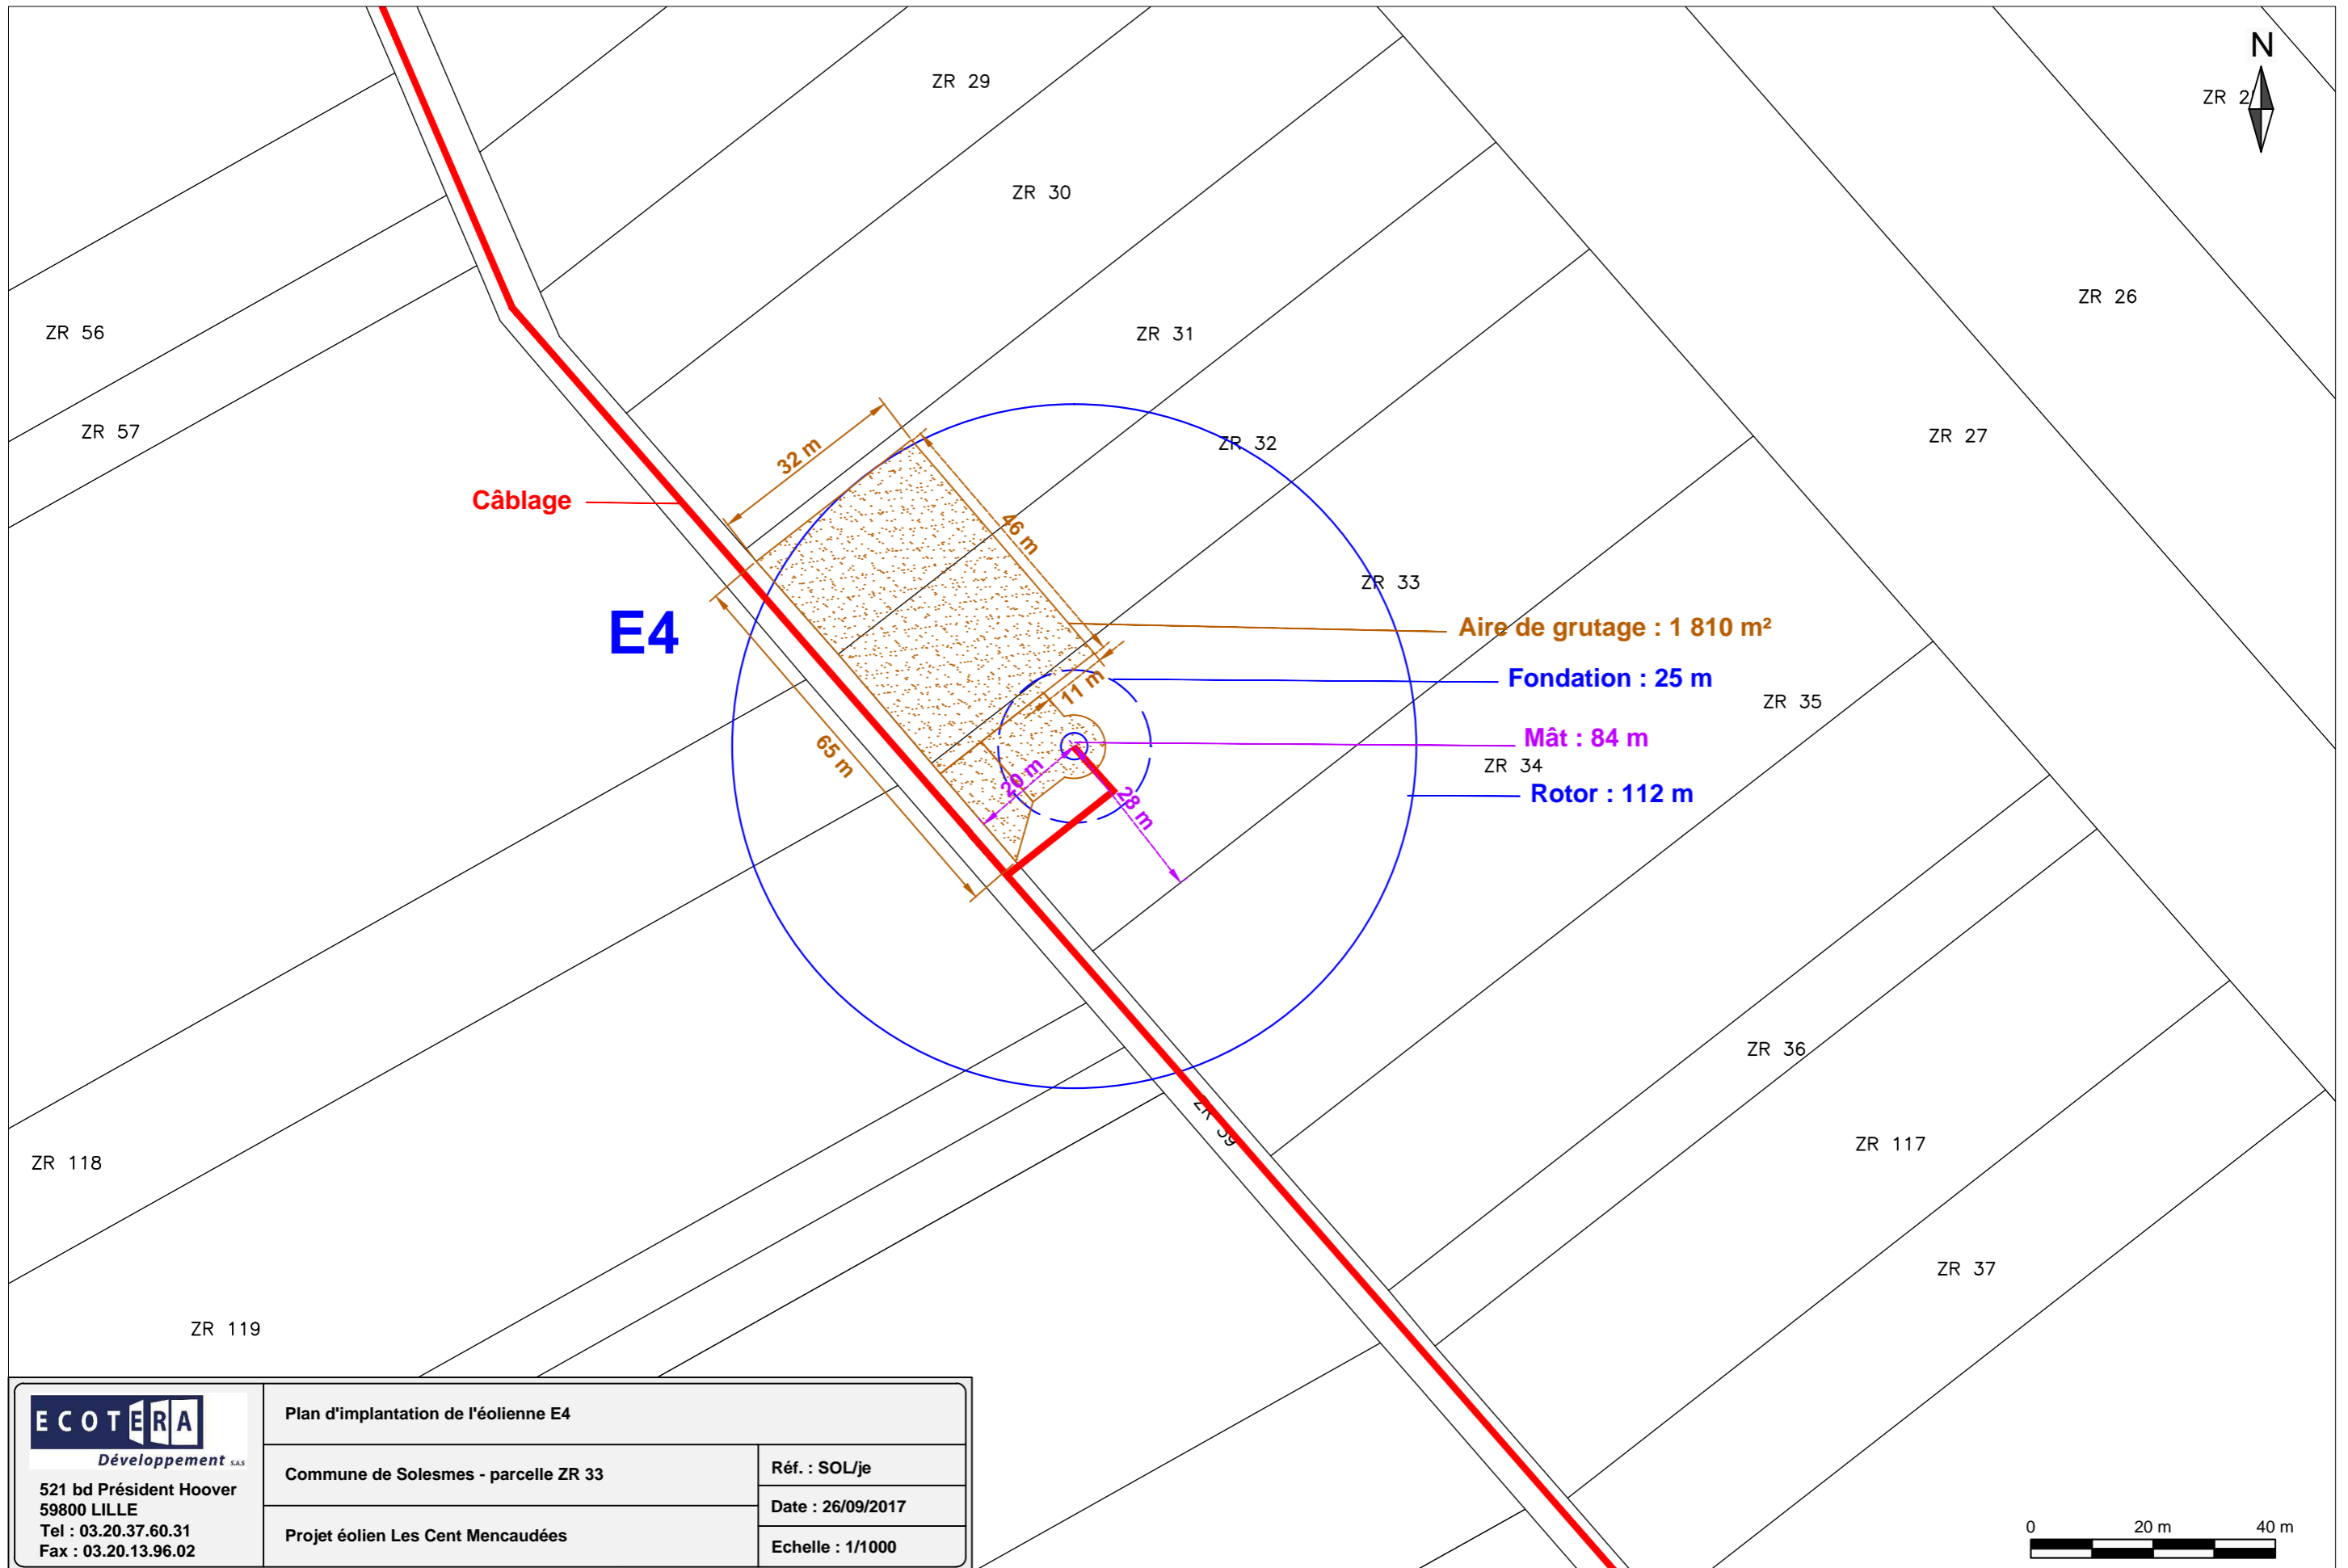 N
ZR 29
ZR 2
ZR 30
ZR 26
ZR 56
ZR 31
ZR 57
ZR 32
ZR 27
32 m
Câblage
46 m
ZR 33
E4
Aire de grutage : 1 810 m²
Fondation : 25 m
11 m
ZR 35
Mât : 84 m
65 m
20 m
ZR 34
28 m
Rotor : 112 m
ZR 36
ZR 39
ZR 117
ZR 118
ZR 37
ZR 119
ECOTERA
Développement S.A.S
521 bd Président Hoover
59800 LILLE
Tel : 03.20.37.60.31
Fax : 03.20.13.96.02
Plan d'implantation de l'éolienne E4
Commune de Solesmes - parcelle ZR 33
Projet éolien Les Cent Mencaudées
Réf. : SOL/je
Date : 26/09/2017
Echelle : 1/1000
0 20 m 40 m